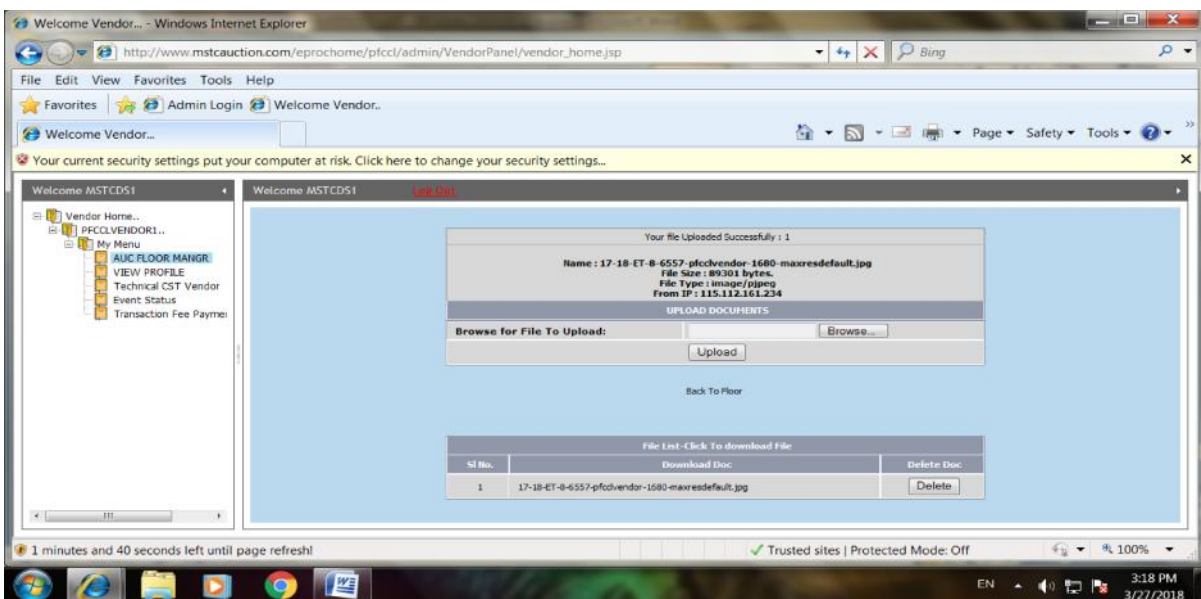 Welcome Vendor... - Windows Internet Explorer
http://www.mstcauction.com/eprochome/pfccl/admin/VendorPanel/vendor_home.jsp
Bing
File Edit View Favorites Tools Help
Favorites Admin Login Welcome Vendor..
Welcome Vendor...
Page Safety Tools
Your current security settings put your computer at risk. Click here to change your security settings...
Welcome MSTCDS1
Welcome MSTCDS1 Log Out
Vendor Home..
PFCCLVENDOR1..
My Menu
AUC FLOOR MANGR
VIEW PROFILE
Technical CST Vendor
Event Status
Transaction Fee Paymer
Your file Uploaded Successfully : 1
Name : 17-18-ET-8-6557-pfcclvendor-1680-maxresdefault.jpg
File Size : 89301 bytes.
File Type : image/pjpeg
From IP : 115.112.161.234
UPLOAD DOCUMENTS
Browse for File To Upload: Browse...
Upload
Back To Floor
File List-Click To download File
Sl No. Download Doc Delete Doc
1 17-18-ET-8-6557-pfcclvendor-1680-maxresdefault.jpg Delete
1 minutes and 40 seconds left until page refresh!
Trusted sites | Protected Mode: Off
100%
EN
3:18 PM
3/27/2018